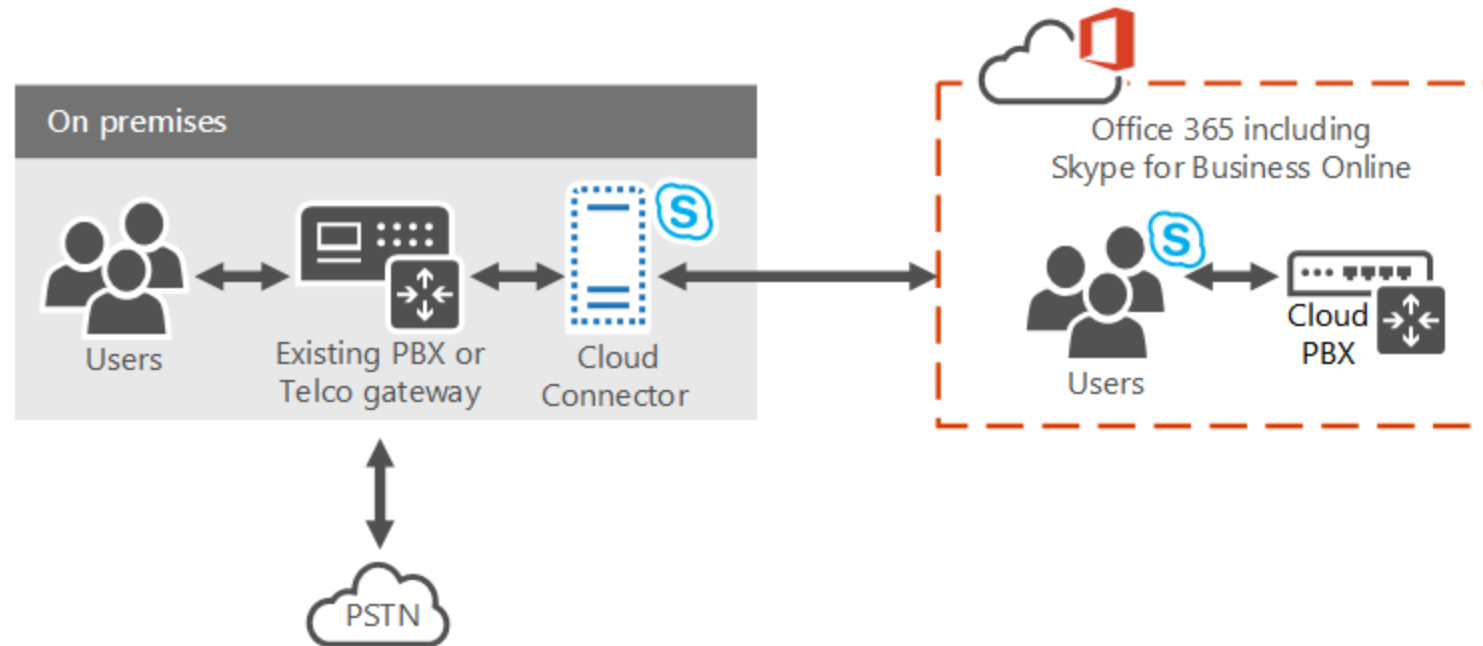 On premises
Users
Existing PBX or
Telco gateway
Cloud
Connector
S
PSTN
Office 365 including
Skype for Business Online
S
Users
Cloud
PBX